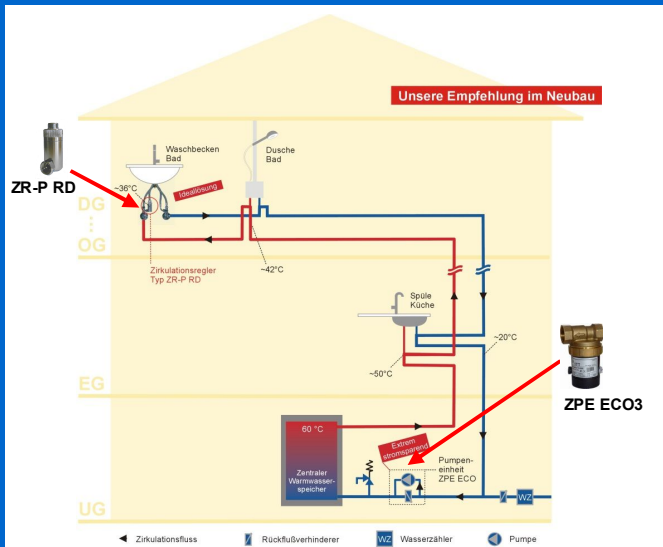 Unsere Empfehlung im Neubau
Waschbecken
Bad
Dusche
Bad
ZR-P RD
~36°C
Ideallösung
DG
OG
Zirkulationsregler
Typ ZR-P RD
~42°C
Spüle
Küche
~20°C
~50°C
EG
ZPE ECO3
60 °C
Extrem
stromsparend
Pumpen-
einheit
ZPE ECO
Zentraler
Warmwasser-
speicher
WZ
UG
Zirkulationsfluss
Rückflußverhinderer
WZ
Wasserzähler
Pumpe